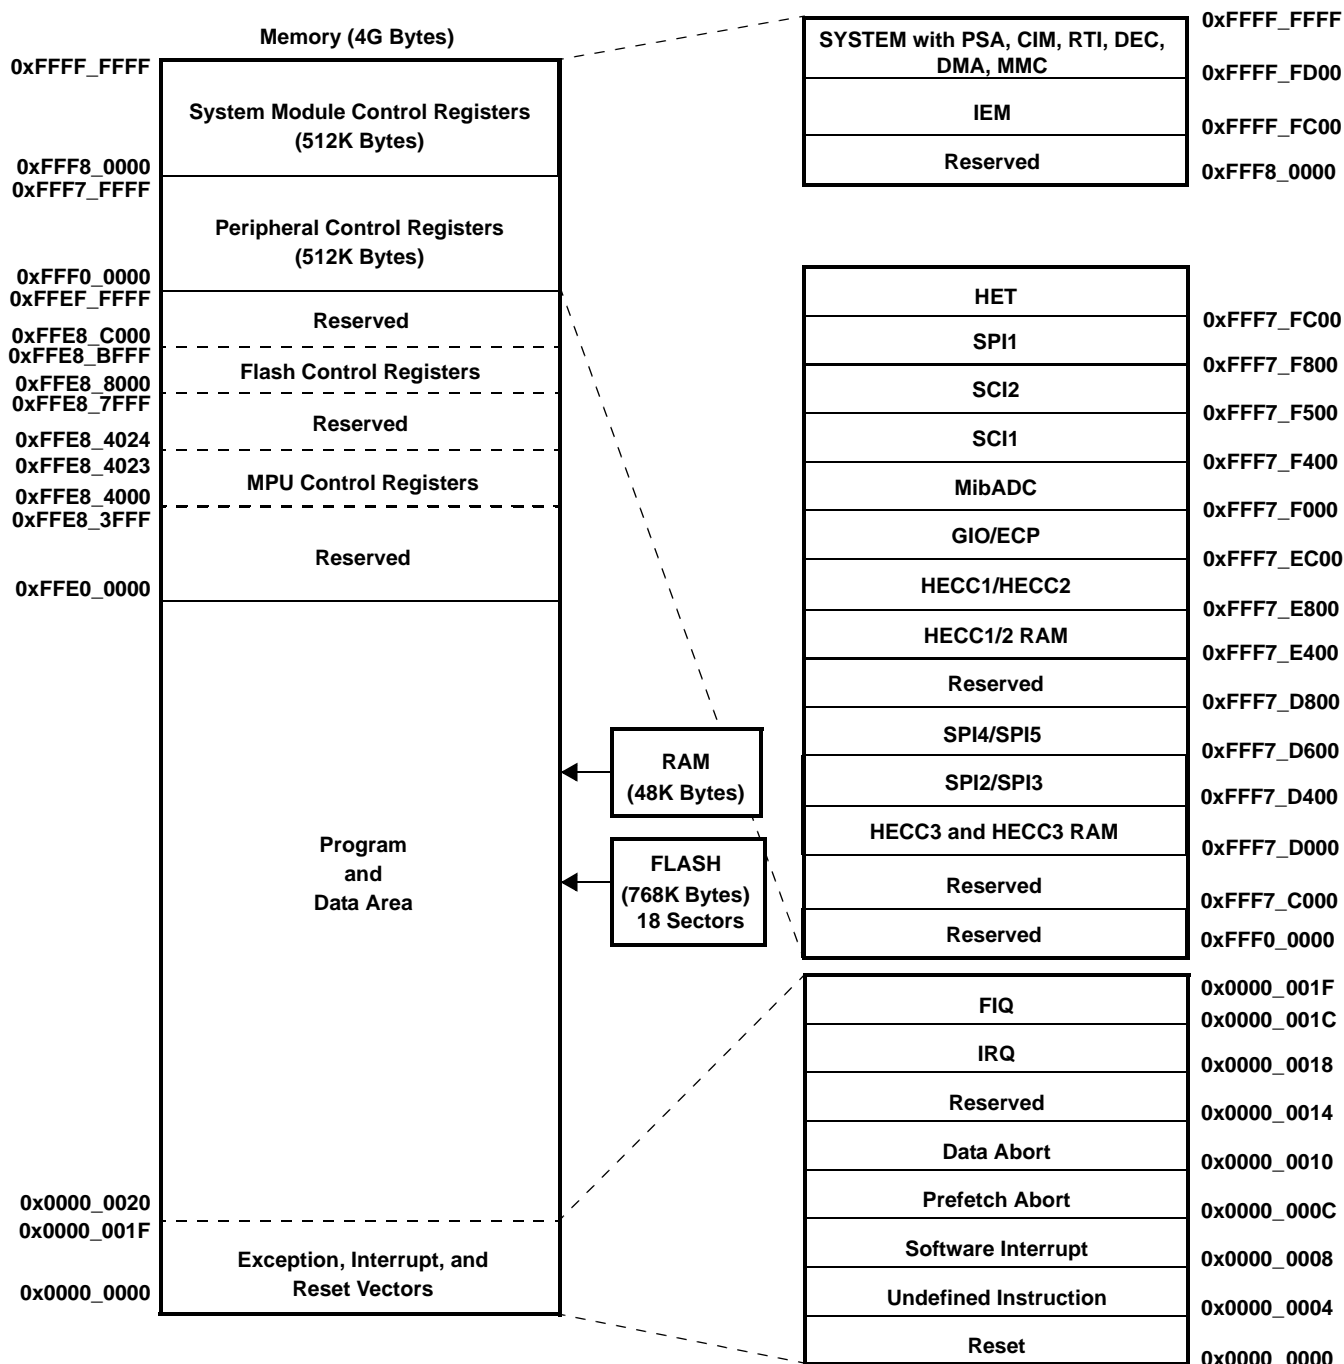 Memory (4G Bytes)
0xFFFF_FFFF
System Module Control Registers
(512K Bytes)
0xFFF8_0000
0xFFF7_FFFF
Peripheral Control Registers
(512K Bytes)
0xFFF0_0000
0xFFEF_FFFF
Reserved
0xFFE8_C000
0xFFE8_BFFF
Flash Control Registers
0xFFE8_8000
0xFFE8_7FFF
Reserved
0xFFE8_4024
0xFFE8_4023
MPU Control Registers
0xFFE8_4000
0xFFE8_3FFF
Reserved
0xFFE0_0000
Program
and
Data Area
0x0000_0020
0x0000_001F
Exception, Interrupt, and
Reset Vectors
0x0000_0000
RAM
(48K Bytes)
FLASH
(768K Bytes)
18 Sectors
0xFFFF_FFFF
SYSTEM with PSA, CIM, RTI, DEC,
DMA, MMC
0xFFFF_FD00
IEM
0xFFFF_FC00
Reserved
0xFFF8_0000
HET
0xFFF7_FC00
SPI1
0xFFF7_F800
SCI2
0xFFF7_F500
SCI1
0xFFF7_F400
MibADC
0xFFF7_F000
GIO/ECP
0xFFF7_EC00
HECC1/HECC2
0xFFF7_E800
HECC1/2 RAM
0xFFF7_E400
Reserved
0xFFF7_D800
SPI4/SPI5
0xFFF7_D600
SPI2/SPI3
0xFFF7_D400
HECC3 and HECC3 RAM
0xFFF7_D000
Reserved
0xFFF7_C000
Reserved
0xFFF0_0000
0x0000_001F
FIQ
0x0000_001C
IRQ
0x0000_0018
Reserved
0x0000_0014
Data Abort
0x0000_0010
Prefetch Abort
0x0000_000C
Software Interrupt
0x0000_0008
Undefined Instruction
0x0000_0004
Reset
0x0000_0000